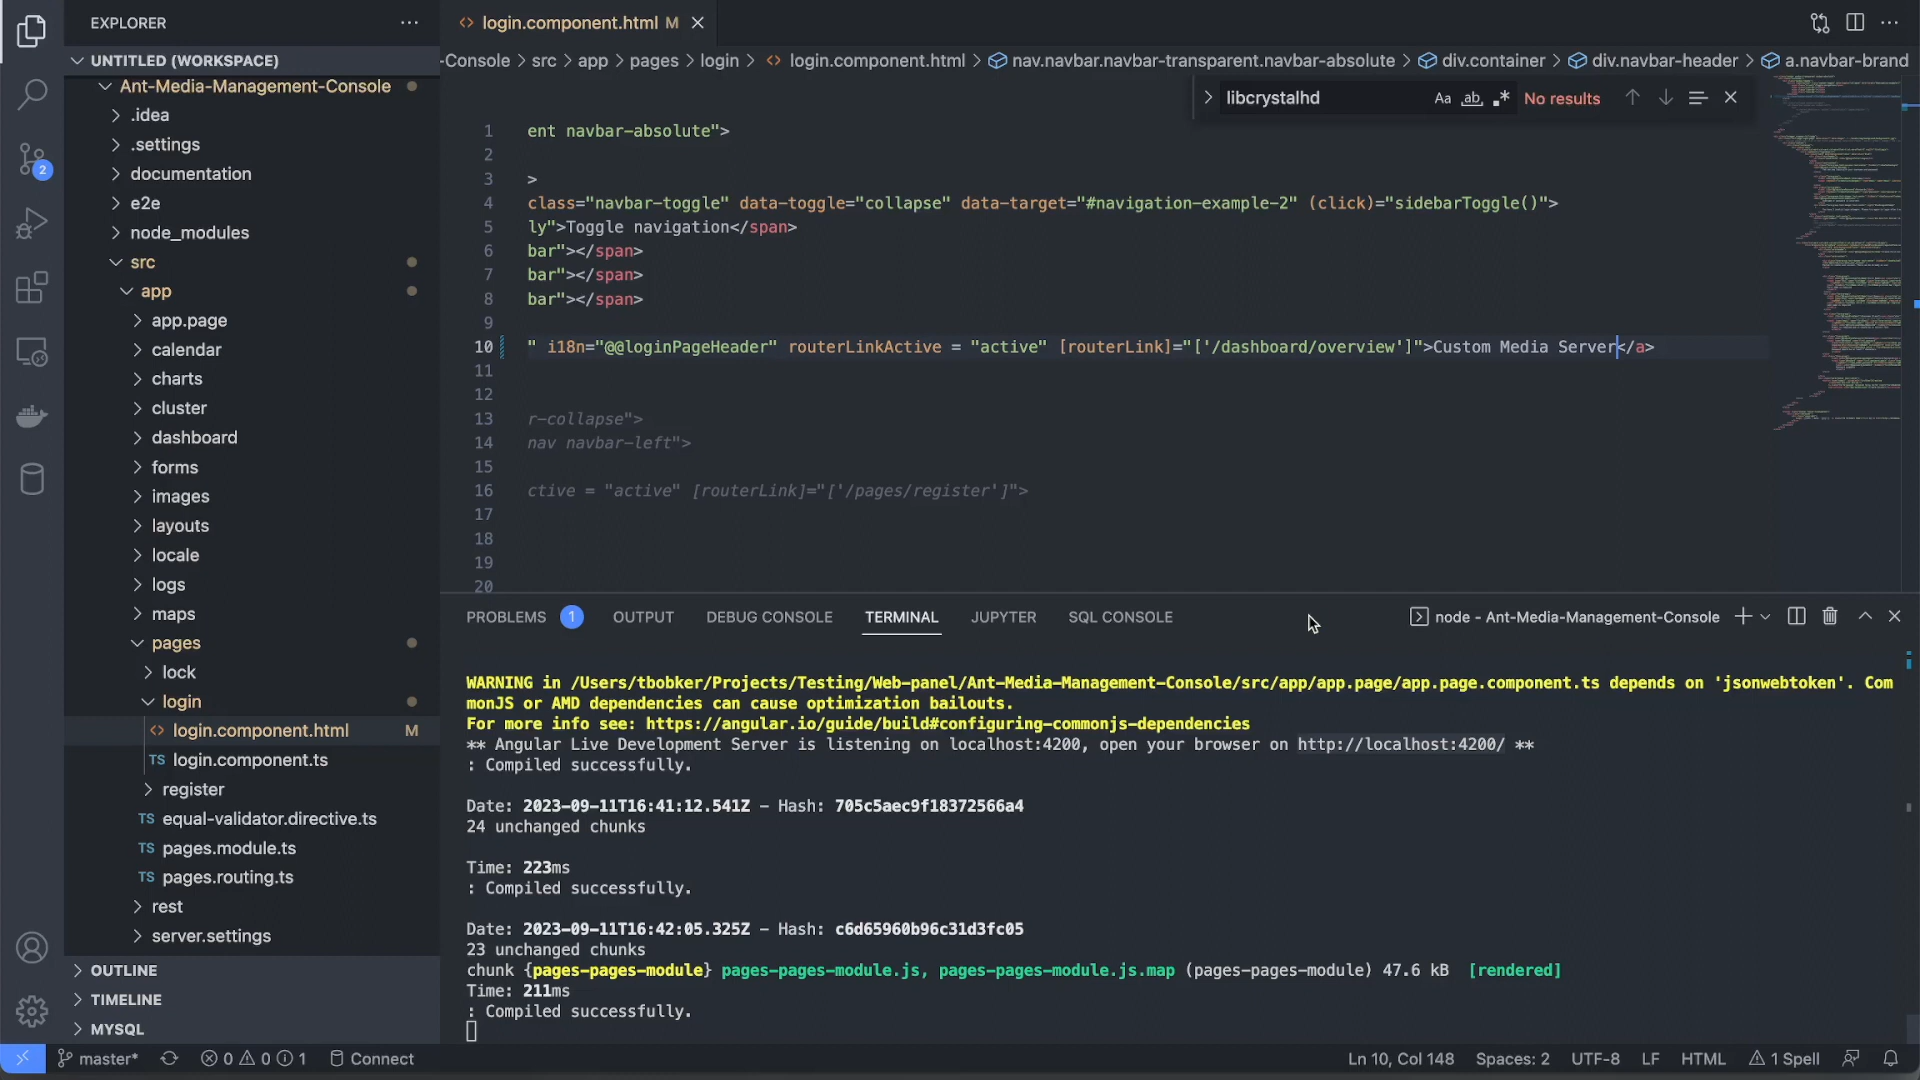 EXPLORER
UNTITLED (WORKSPACE)
Ant-Media-Management-Console
.idea
.settings
documentation
e2e
node_modules
src
app
app.page
calendar
charts
cluster
dashboard
forms
images
layouts
locale
logs
maps
pages
lock
login
login.component.html M
TS login.component.ts
register
TS equal-validator.directive.ts
TS pages.module.ts
TS pages.routing.ts
rest
server.settings
OUTLINE
TIMELINE
MYSQL
2
login.component.html M
-Console > src > app > pages > login > login.component.html > nav.navbar.navbar-transparent.navbar-absolute > div.container > div.navbar-header > a.navbar-brand
libcrystalhd Aa ab No results
1 ent navbar-absolute">
2
3 >
4 class="navbar-toggle" data-toggle="collapse" data-target="#navigation-example-2" (click)="sidebarToggle()">
5 ly">Toggle navigation</span>
6 bar"></span>
7 bar"></span>
8 bar"></span>
9
10 " i18n="@@loginPageHeader" routerLinkActive = "active" [routerLink]="['/dashboard/overview']">Custom Media Server</a>
11
12
13 r-collapse">
14 nav navbar-left">
15
16 ctive = "active" [routerLink]="['/pages/register']">
17
18
19
20
PROBLEMS 1 OUTPUT DEBUG CONSOLE TERMINAL JUPYTER SQL CONSOLE node - Ant-Media-Management-Console
WARNING in /Users/tbobker/Projects/Testing/Web-panel/Ant-Media-Management-Console/src/app/app.page/app.page.component.ts depends on 'jsonwebtoken'. Com
monJS or AMD dependencies can cause optimization bailouts.
For more info see: https://angular.io/guide/build#configuring-commonjs-dependencies
** Angular Live Development Server is listening on localhost:4200, open your browser on http://localhost:4200/ **
: Compiled successfully.
Date: 2023-09-11T16:41:12.541Z - Hash: 705c5aec9f18372566a4
24 unchanged chunks
Time: 223ms
: Compiled successfully.
Date: 2023-09-11T16:42:05.325Z - Hash: c6d65960b96c31d3fc05
23 unchanged chunks
chunk {pages-pages-module} pages-pages-module.js, pages-pages-module.js.map (pages-pages-module) 47.6 kB [rendered]
Time: 211ms
: Compiled successfully.
master* 0 0 1 Connect Ln 10, Col 148 Spaces: 2 UTF-8 LF HTML 1 Spell